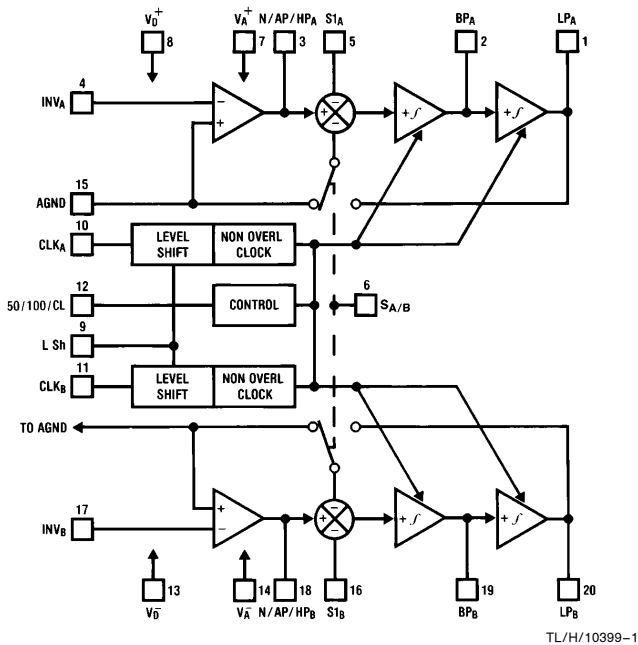 V_D^+ V_A^+ N/AP/HP_A S1_A BP_A LP_A
8 7 3 5 2 1
4
INV_A
−
+
+ − −
+ f
+ f
15
AGND
10
CLK_A
LEVEL SHIFT
NON OVERL CLOCK
12
50/100/CL
CONTROL
6
S_A/B
9
L Sh
11
CLK_B
LEVEL SHIFT
NON OVERL CLOCK
TO AGND
17
INV_B
+
−
+ − −
+ f
+ f
13 14 18 16 19 20
V_D^− V_A^− N/AP/HP_B S1_B BP_B LP_B
TL/H/10399–1